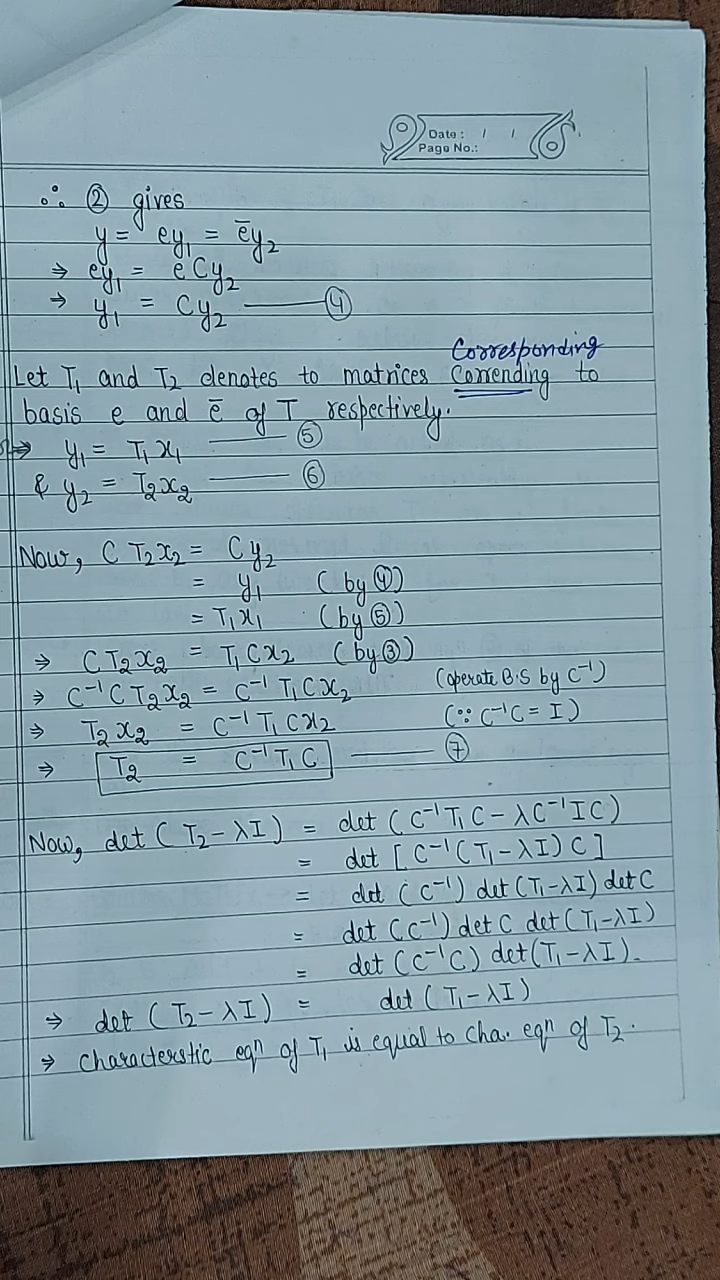 Date : / /
Page No.:
∴ ② gives
y = ey₁ = ēy₂
⇒ ey₁ = eCy₂
⇒ y₁ = Cy₂ ——— ④
Corresponding
Let T₁ and T₂ denotes to matrices Corrending to
basis e and ē of T respectively.
⇒ y₁ = T₁x₁ ——— ⑤
& y₂ = T₂x₂ ——— ⑥
Now, CT₂x₂ = Cy₂
= y₁ (by ④)
= T₁x₁ (by ⑤)
⇒ CT₂x₂ = T₁Cx₂ (by ③)
⇒ C⁻¹CT₂x₂ = C⁻¹T₁Cx₂ (operate B.S by C⁻¹)
⇒ T₂x₂ = C⁻¹T₁Cx₂ (∵ C⁻¹C = I)
⇒ T₂ = C⁻¹T₁C ——— ⑦
Now, det (T₂-λI) = det (C⁻¹T₁C - λC⁻¹IC)
= det [C⁻¹(T₁-λI)C]
= det (C⁻¹) det (T₁-λI) det C
= det (C⁻¹) det C det (T₁-λI)
= det (C⁻¹C) det (T₁-λI).
⇒ det (T₂-λI) = det (T₁-λI)
⇒ characterstic eqⁿ of T₁ is equal to cha. eqⁿ of T₂.